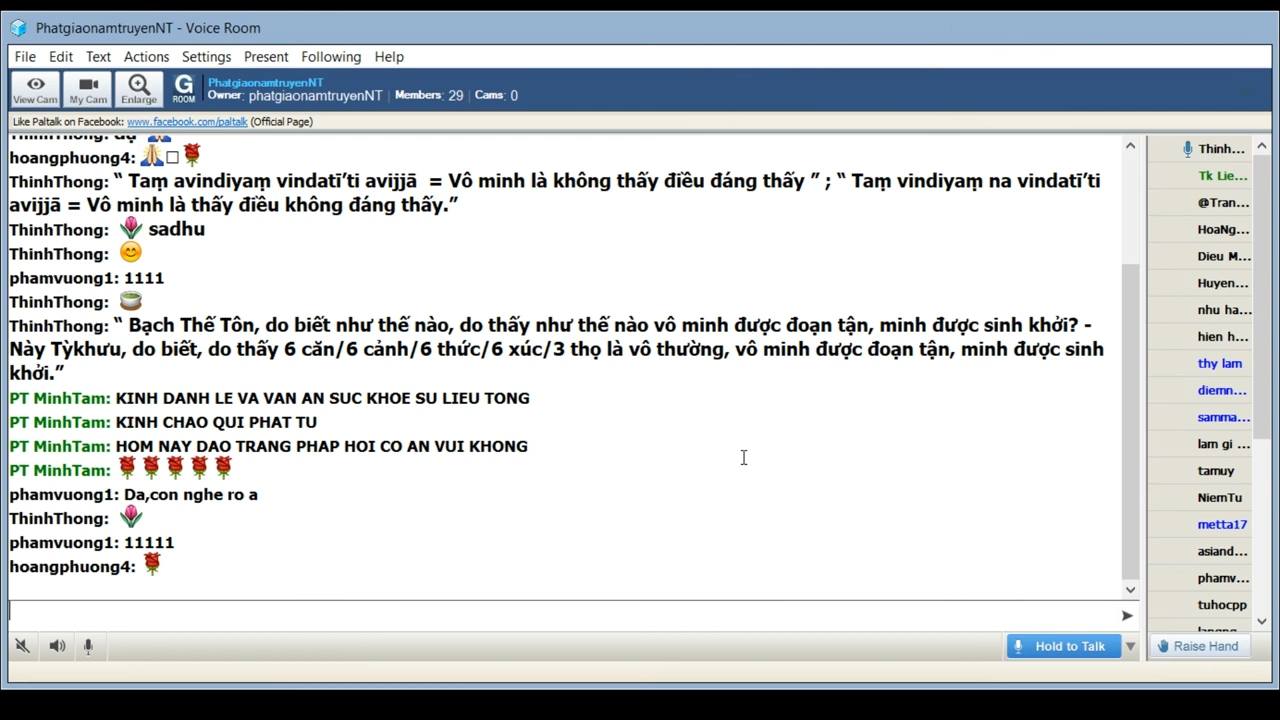 PhatgiaonamtruyenNT - Voice Room
File Edit Text Actions Settings Present Following Help
View Cam My Cam Enlarge G ROOM
PhatgiaonamtruyenNT
Owner: phatgiaonamtruyenNT | Members: 29 | Cams: 0
Like Paltalk on Facebook: www.facebook.com/paltalk (Official Page)
hoangphuong4:
ThinhThong: “ Taṃ avindiyaṃ vindatī’ti avijjā = Vô minh là không thấy điều đáng thấy ” ; “ Taṃ vindiyaṃ na vindatī’ti
avijjā = Vô minh là thấy điều không đáng thấy.”
ThinhThong: sadhu
ThinhThong:
phamvuong1: 1111
ThinhThong:
ThinhThong: “ Bạch Thế Tôn, do biết như thế nào, do thấy như thế nào vô minh được đoạn tận, minh được sinh khởi? -
Này Tỳkhưu, do biết, do thấy 6 căn/6 cảnh/6 thức/6 xúc/3 thọ là vô thường, vô minh được đoạn tận, minh được sinh
khởi.”
PT MinhTam: KINH DANH LE VA VAN AN SUC KHOE SU LIEU TONG
PT MinhTam: KINH CHAO QUI PHAT TU
PT MinhTam: HOM NAY DAO TRANG PHAP HOI CO AN VUI KHONG
PT MinhTam:
phamvuong1: Da,con nghe ro a
ThinhThong:
phamvuong1: 11111
hoangphuong4:
Thinh...
Tk Lie...
@Tran...
HoaNg...
Dieu M...
Huyen...
nhu ha...
hien h...
thy lam
diemn...
samma...
lam gi ...
tamuy
NiemTu
metta17
asiand...
phamv...
tuhocpp
Hold to Talk
Raise Hand